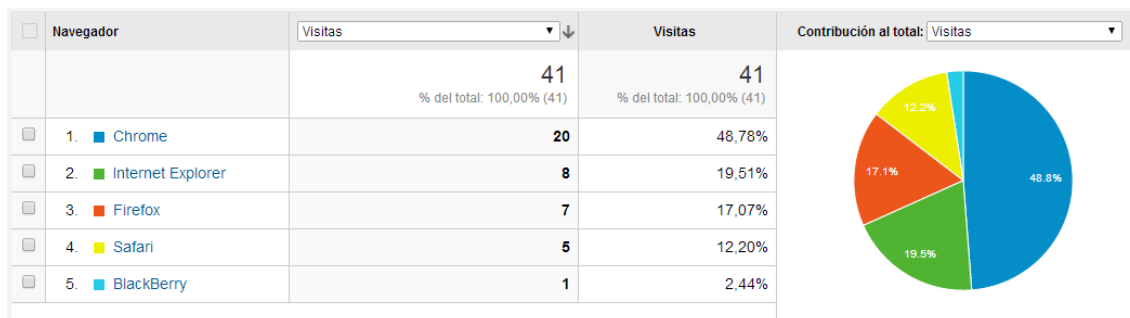 Navegador Visitas Visitas Contribución al total: Visitas
41 41
% del total: 100,00% (41) % del total: 100,00% (41)
1. Chrome 20 48,78%
2. Internet Explorer 8 19,51%
3. Firefox 7 17,07%
4. Safari 5 12,20%
5. BlackBerry 1 2,44%
12.2%
17.1%
48.8%
19.5%